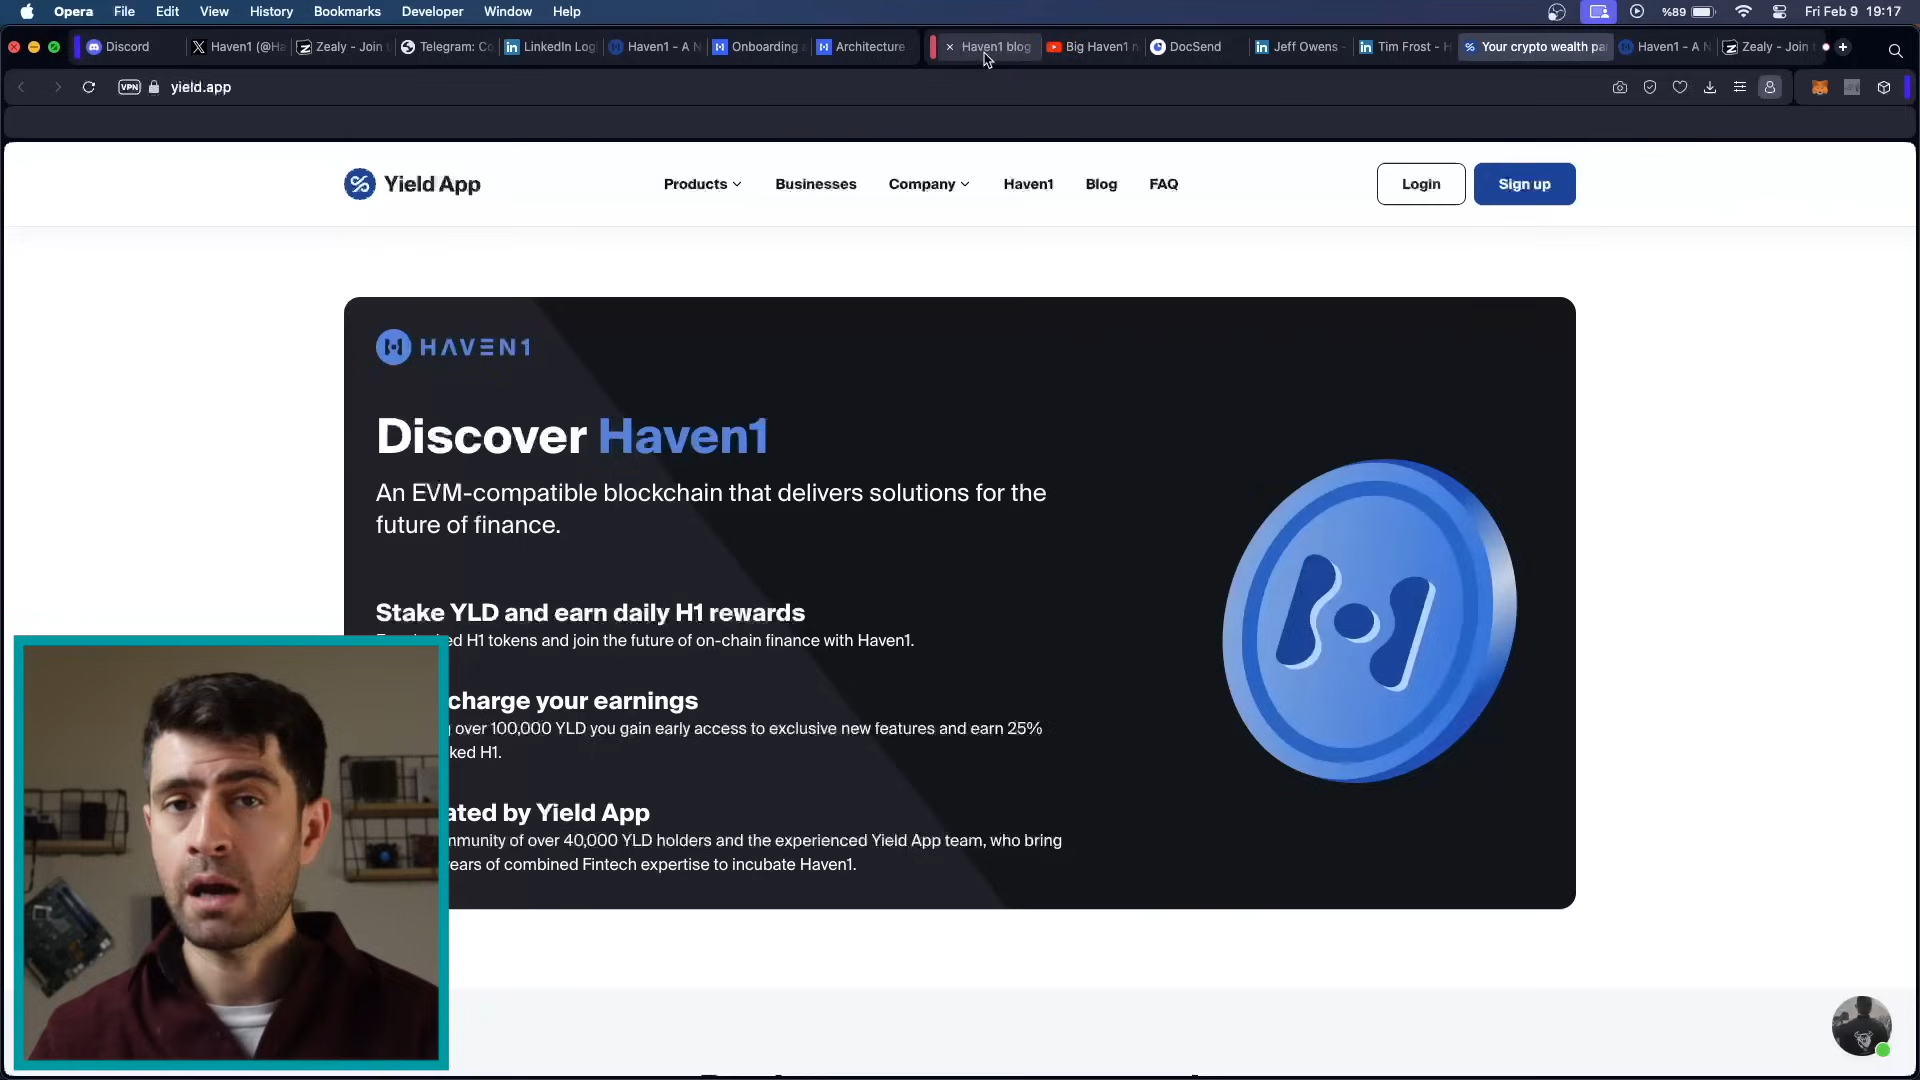 Opera File Edit View History Bookmarks Developer Window Help %89 Fri Feb 9 19:17
Discord Haven1 (@Ha Zealy - Join Telegram: Co LinkedIn Log Haven1 - A N Onboarding Architecture Haven1 blog Big Haven1 DocSend Jeff Owens - Tim Frost - H Your crypto wealth pa Haven1 - A N Zealy - Join
VPN yield.app
Yield App Products Businesses Company Haven1 Blog FAQ Login Sign up
HAVEN1
Discover Haven1
An EVM-compatible blockchain that delivers solutions for the
future of finance.
Stake YLD and earn daily H1 rewards
ed H1 tokens and join the future of on-chain finance with Haven1.
charge your earnings
over 100,000 YLD you gain early access to exclusive new features and earn 25%
ked H1.
ated by Yield App
mmunity of over 40,000 YLD holders and the experienced Yield App team, who bring
ears of combined Fintech expertise to incubate Haven1.